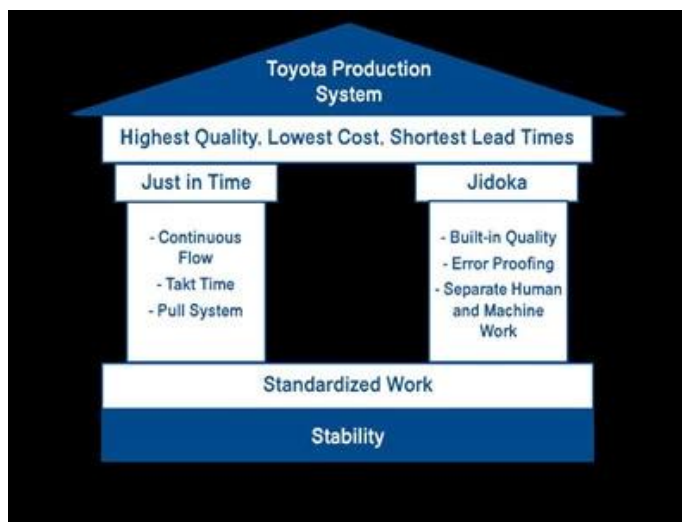 Toyota Production
System
Highest Quality, Lowest Cost, Shortest Lead Times
Just in Time
- Continuous
Flow
- Takt Time
- Pull System
Jidoka
- Built-in Quality
- Error Proofing
- Separate Human
and Machine
Work
Standardized Work
Stability